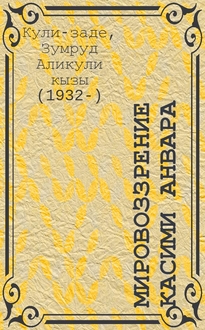 Кули-заде,
Зумруд
Аликули
кызы
(1932-)
МИРОВОЗЗРЕНИЕ
КАСИМИ АНВАРА